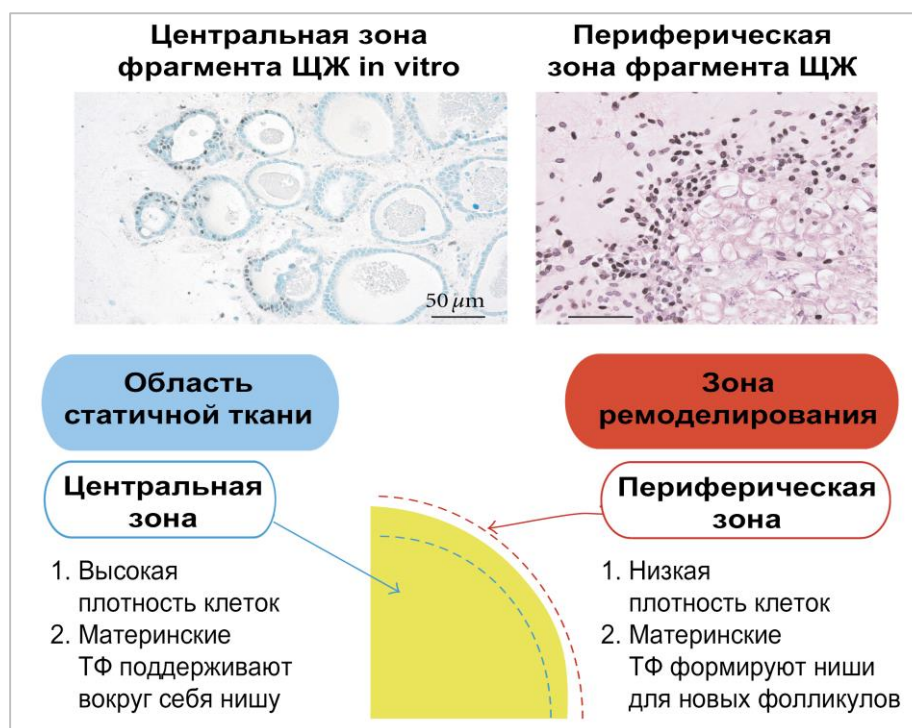 Центральная зона
фрагмента ЩЖ in vitro
Периферическая
зона фрагмента ЩЖ
50 μm
Область
статичной ткани
Зона
ремоделирования
Центральная
зона
Периферическая
зона
1. Высокая
плотность клеток
2. Материнские
ТФ поддерживают
вокруг себя нишу
1. Низкая
плотность клеток
2. Материнские
ТФ формируют ниши
для новых фолликулов